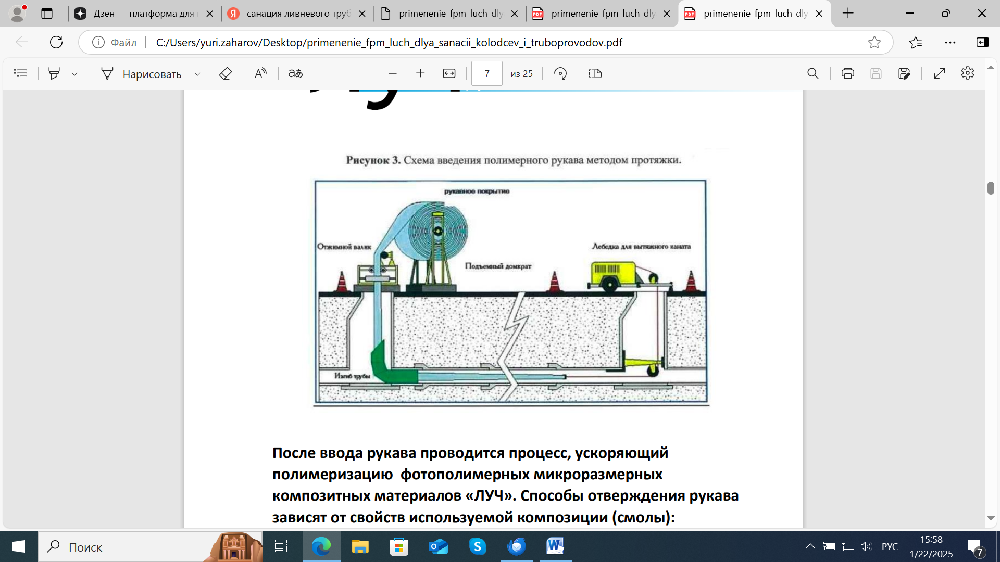 Дзен — платформа для п
санация ливневого труб
primenenie_fpm_luch_dly
primenenie_fpm_luch_dly
primenenie_fpm_luch_dly
Файл
C:/Users/yuri.zaharov/Desktop/primenenie_fpm_luch_dlya_sanacii_kolodcev_i_truboprovodov.pdf
Нарисовать
7 из 25
Рисунок 3. Схема введения полимерного рукава методом протяжки.
рукавное покрытие
Отжимной валик
Лебедка для вытяжного каната
Подъемный домкрат
Изгиб трубы
После ввода рукава проводится процесс, ускоряющий
полимеризацию фотополимерных микроразмерных
композитных материалов «ЛУЧ». Способы отверждения рукава
зависят от свойств используемой композиции (смолы):
Поиск
РУС
15:58
1/22/2025
7